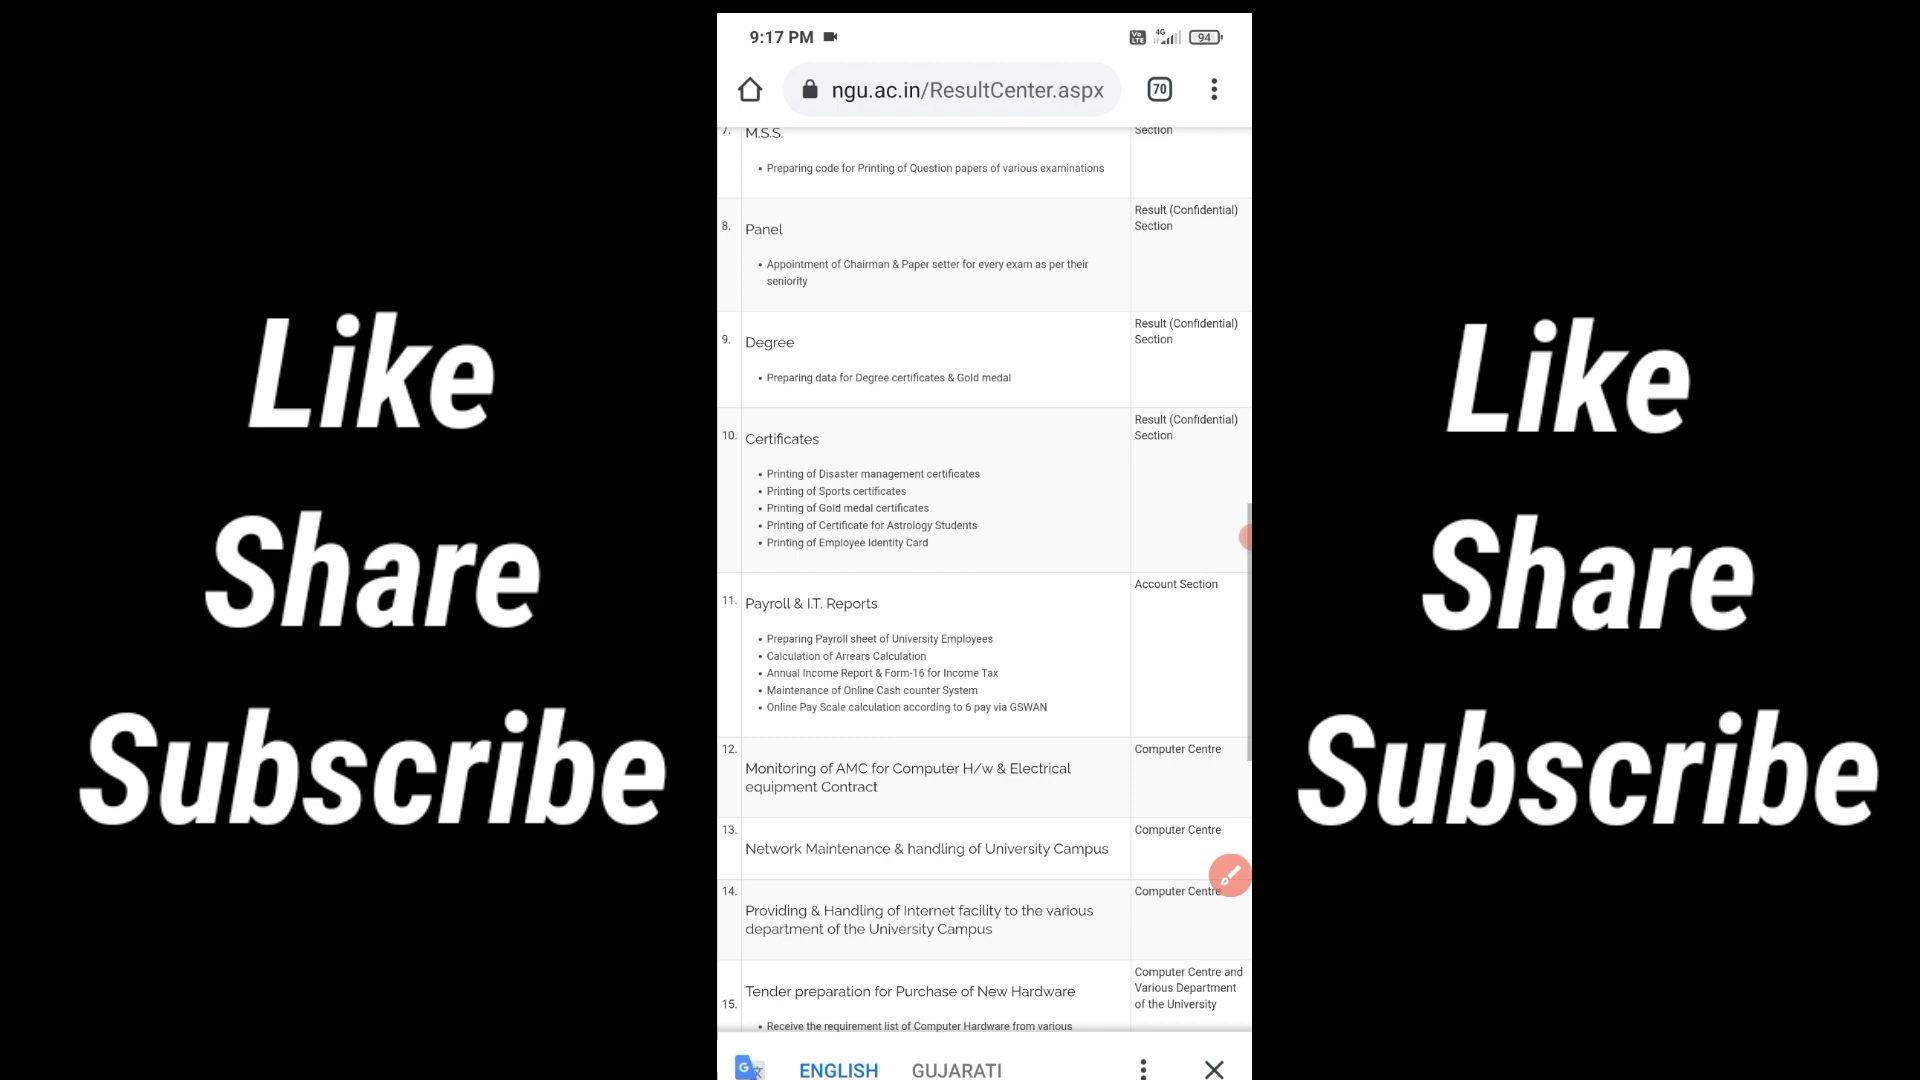 Like
Share
Subscribe
9:17 PM
Vo LTE
4G
94
ngu.ac.in/ResultCenter.aspx
70
7. M.S.S. Section
• Preparing code for Printing of Question papers of various examinations
8. Panel
Result (Confidential)
Section
• Appointment of Chairman & Paper setter for every exam as per their
seniority
9. Degree
Result (Confidential)
Section
• Preparing data for Degree certificates & Gold medal
10. Certificates
Result (Confidential)
Section
• Printing of Disaster management certificates
• Printing of Sports certificates
• Printing of Gold medal certificates
• Printing of Certificate for Astrology Students
• Printing of Employee Identity Card
11. Payroll & I.T. Reports
Account Section
• Preparing Payroll sheet of University Employees
• Calculation of Arrears Calculation
• Annual Income Report & Form-16 for Income Tax
• Maintenance of Online Cash counter System
• Online Pay Scale calculation according to 6 pay via GSWAN
12.
Monitoring of AMC for Computer H/w & Electrical
equipment Contract
Computer Centre
13.
Network Maintenance & handling of University Campus
Computer Centre
14.
Providing & Handling of Internet facility to the various
department of the University Campus
Computer Centre
15. Tender preparation for Purchase of New Hardware
Computer Centre and
Various Department
of the University
• Receive the requirement list of Computer Hardware from various
G
ENGLISH GUJARATI
Like
Share
Subscribe